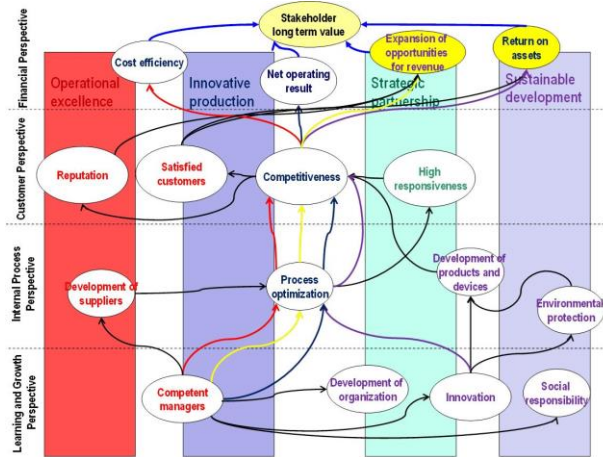 Financial Perspective
Stakeholder
long term value
Cost efficiency
Net operating
result
Expansion of
opportunities
for revenue
Return on
assets
Operational
excellence
Innovative
production
Strategic
partnership
Sustainable
development
Customer Perspective
Reputation
Satisfied
customers
Competitiveness
High
responsiveness
Internal Process
Perspective
Development of
suppliers
Process
optimization
Development of
products and
devices
Environmental
protection
Learning and Growth
Perspective
Competent
managers
Development of
organization
Innovation
Social
responsibility